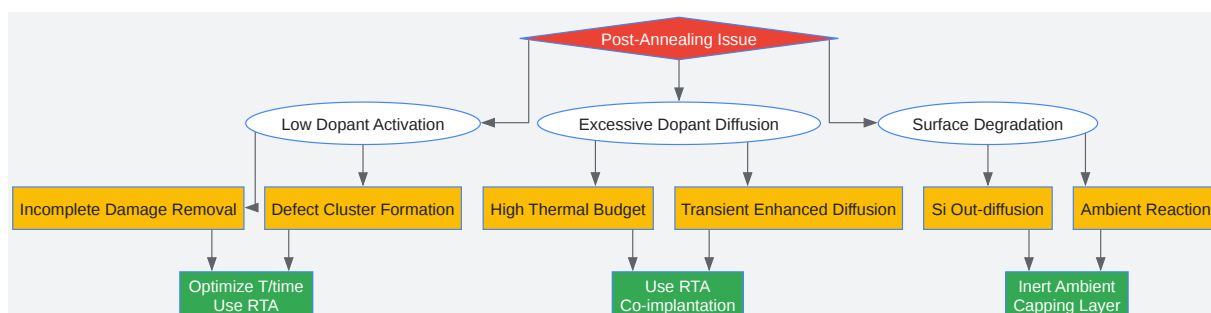 Post-Annealing Issue
Low Dopant Activation
Excessive Dopant Diffusion
Surface Degradation
Incomplete Damage Removal
Defect Cluster Formation
High Thermal Budget
Transient Enhanced Diffusion
Si Out-diffusion
Ambient Reaction
Optimize T/time
Use RTA
Use RTA
Co-implantation
Inert Ambient
Capping Layer